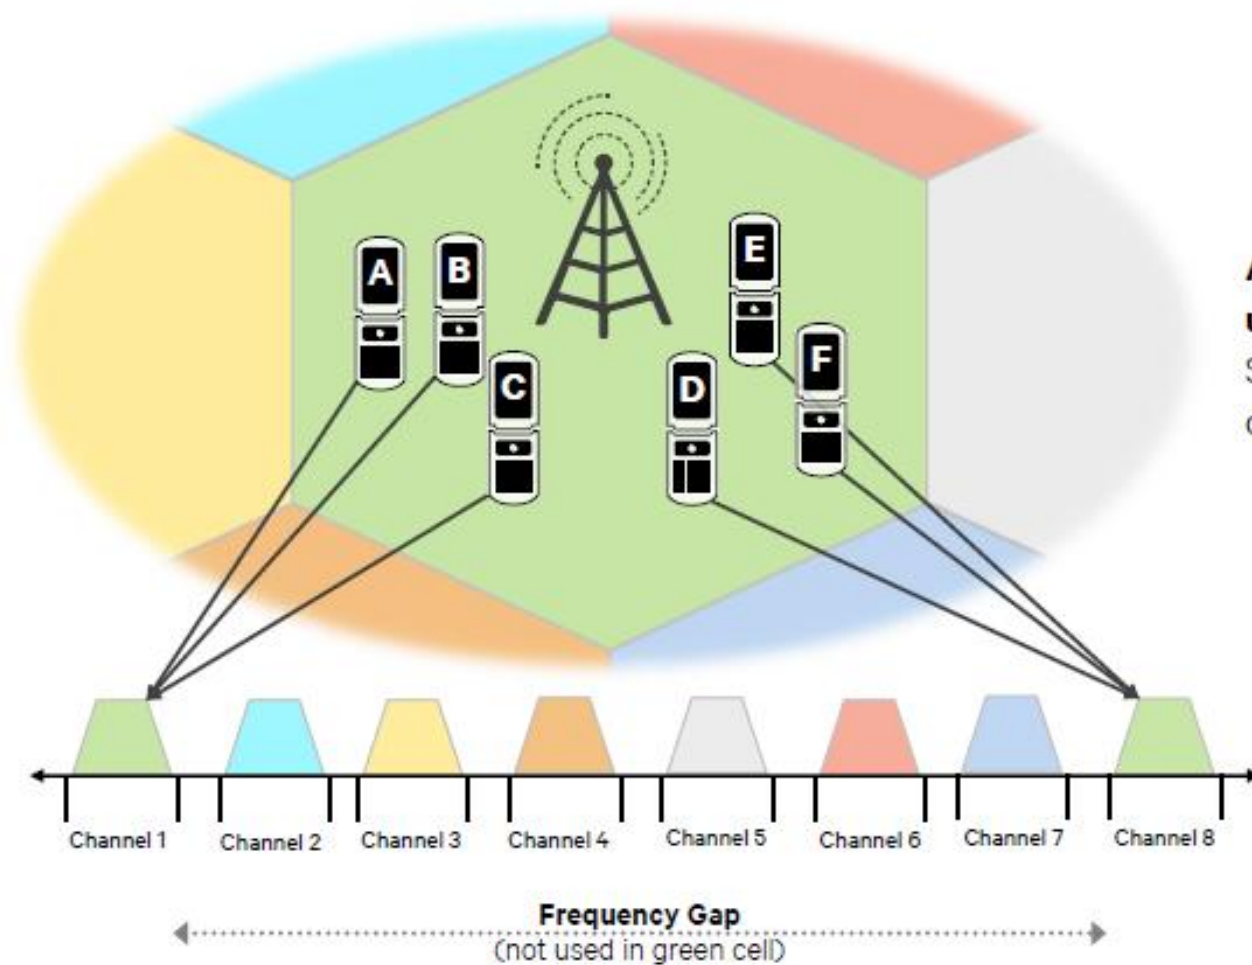 E
A
B
F
C
D
Channel 1
Channel 2
Channel 3
Channel 4
Channel 5
Channel 6
Channel 7
Channel 8
Frequency Gap
(not used in green cell)